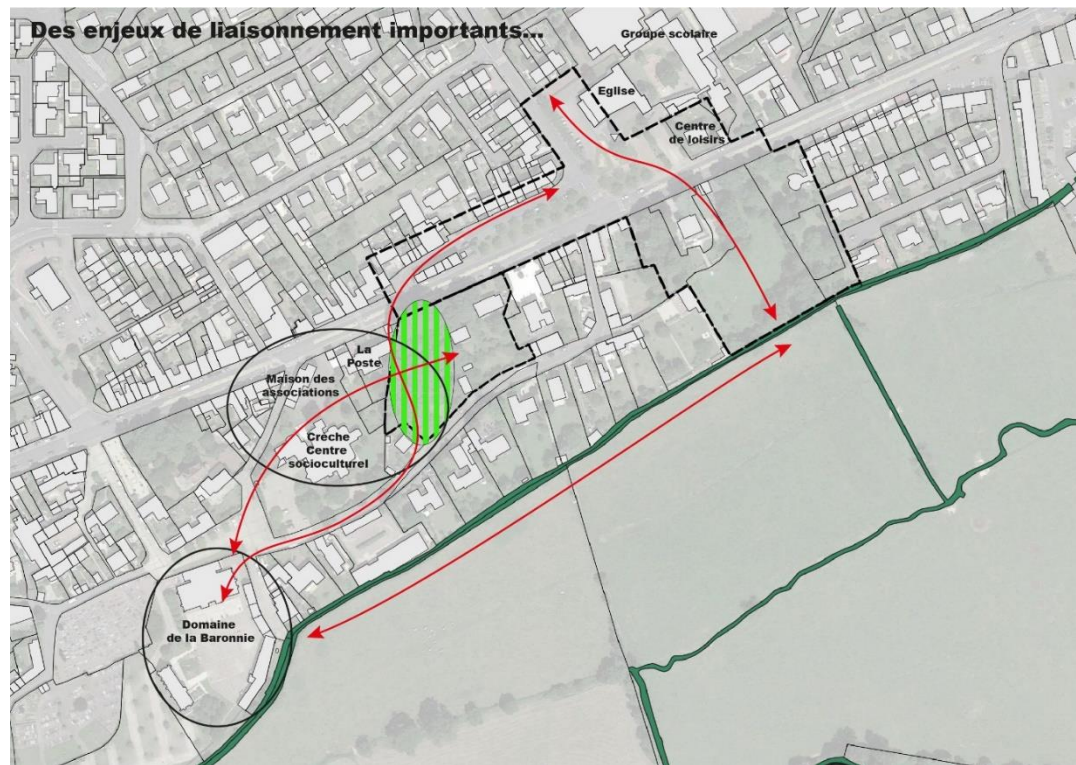 Des enjeux de liaisonnement importants...
Groupe scolaire
Eglise
Centre
de loisirs
La
Poste
Maison des
associations
Crèche
Centre
socioculturel
Domaine
de la Baronnie